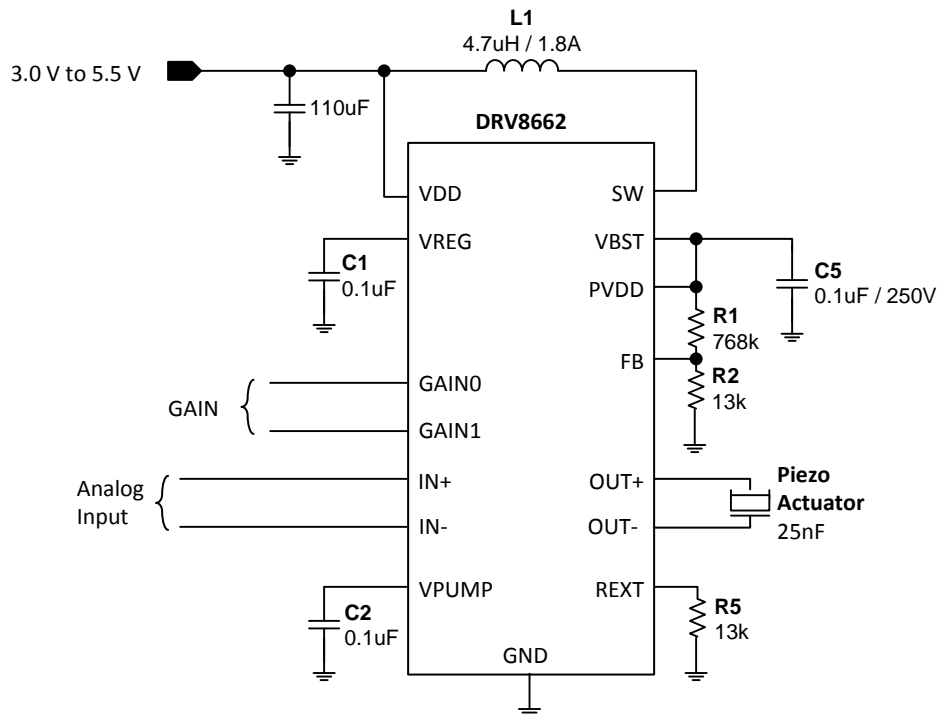 L1
4.7uH / 1.8A
3.0 V to 5.5 V
110uF
DRV8662
VDD
SW
VREG
VBST
C1
0.1uF
C5
0.1uF / 250V
PVDD
R1
768k
FB
R2
13k
GAIN
GAIN0
GAIN1
Analog
Input
IN+
IN-
OUT+
OUT-
Piezo
Actuator
25nF
VPUMP
REXT
C2
0.1uF
R5
13k
GND